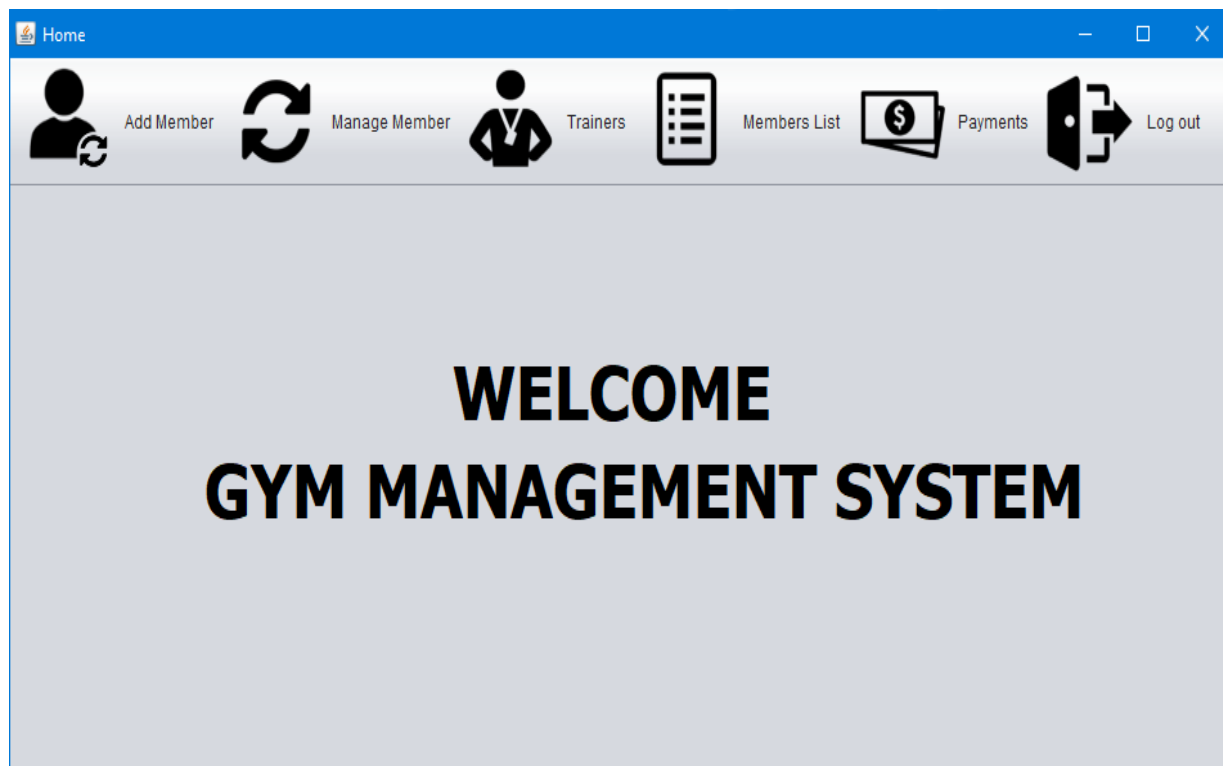 Home
Add Member Manage Member Trainers Members List Payments Log out
WELCOME
GYM MANAGEMENT SYSTEM